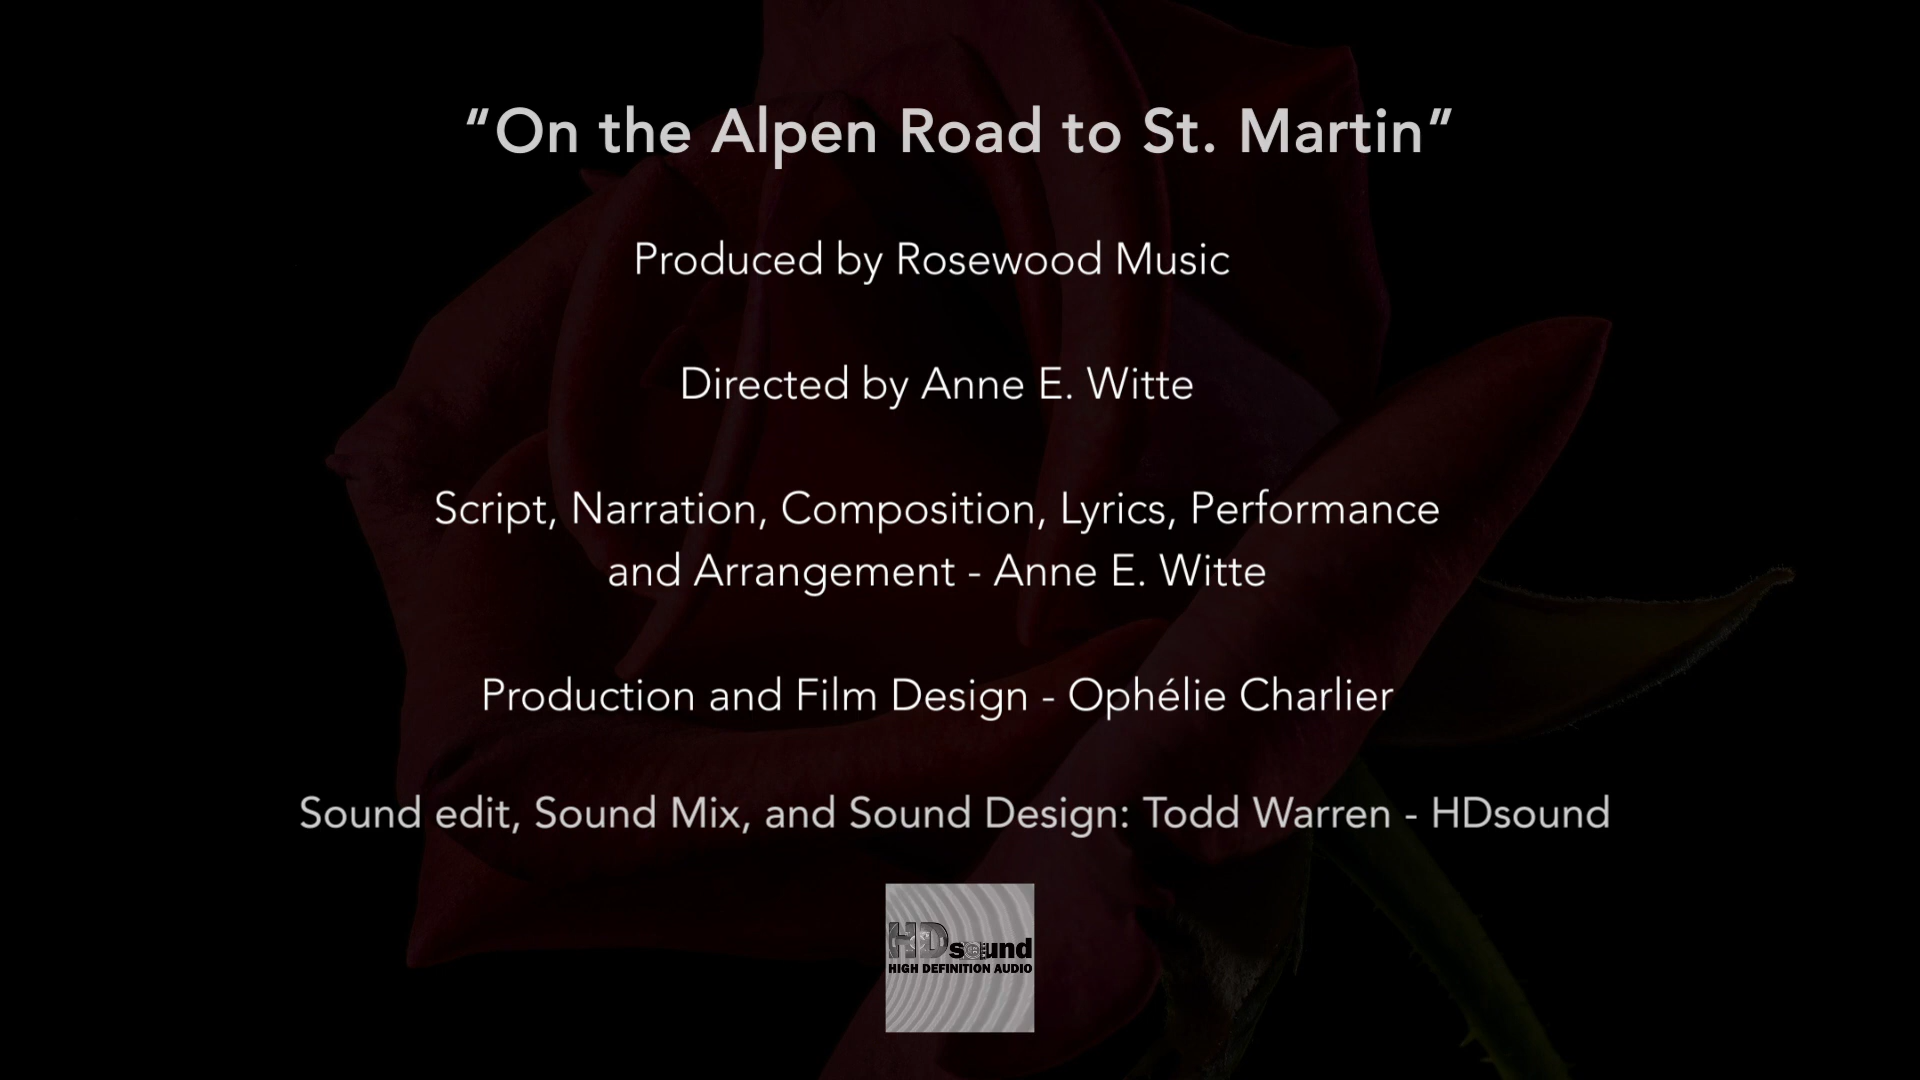 “On the Alpen Road to St. Martin”
Produced by Rosewood Music
Directed by Anne E. Witte
Script, Narration, Composition, Lyrics, Performance
and Arrangement - Anne E. Witte
Production and Film Design - Ophélie Charlier
Sound edit, Sound Mix, and Sound Design: Todd Warren - HDsound
HDsound
HIGH DEFINITION AUDIO